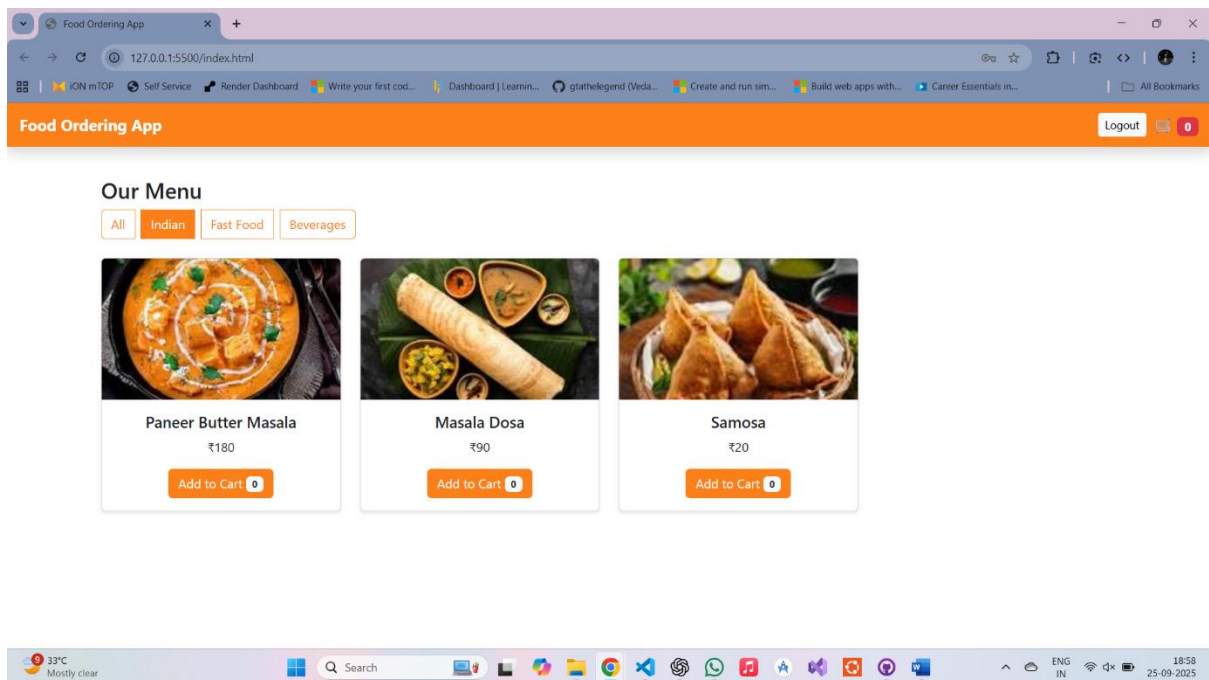 Food Ordering App
127.0.0.1:5500/index.html
iON mTOP Self Service Render Dashboard Write your first cod... Dashboard | Learnin... gtathelegend (Veda... Create and run sim... Build web apps with... Career Essentials in... All Bookmarks
Food Ordering App Logout 0
Our Menu
All Indian Fast Food Beverages
Paneer Butter Masala Masala Dosa Samosa
₹180 ₹90 ₹20
Add to Cart 0 Add to Cart 0 Add to Cart 0
9 33°C Search ENG 18:58
Mostly clear IN 25-09-2025